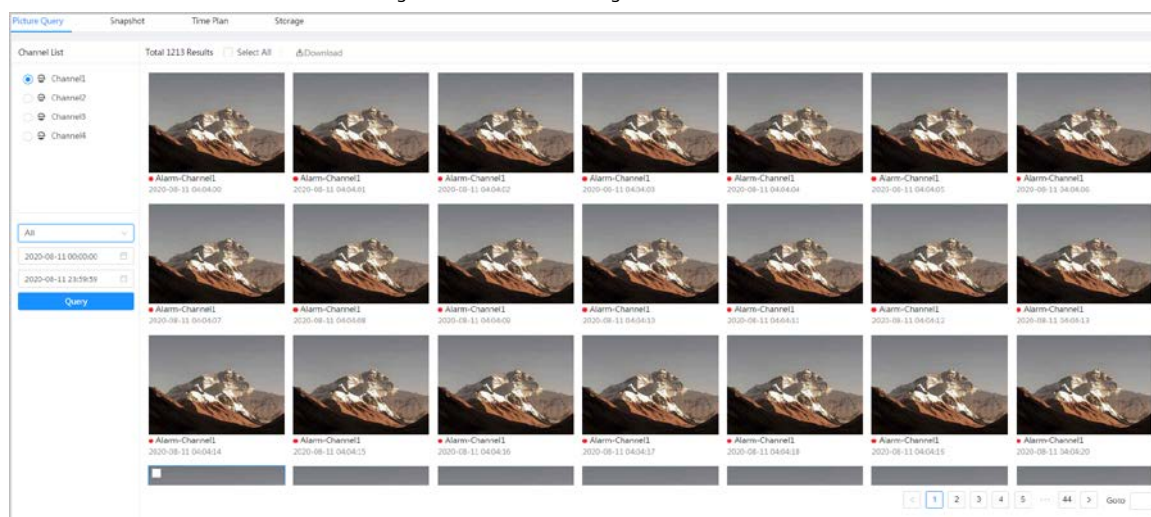 Picture Query Snapshot Time Plan Storage
Channel List Total 1213 Results Select All Download
Channel1
Channel2
Channel3
Channel4
Alarm-Channel1 Alarm-Channel1 Alarm-Channel1 Alarm-Channel1 Alarm-Channel1 Alarm-Channel1 Alarm-Channel1
2020-08-11 04:04:00 2020-08-11 04:04:01 2020-08-11 04:04:02 2020-08-11 04:04:03 2020-08-11 04:04:04 2020-08-11 04:04:05 2020-08-11 04:04:06
All
2020-08-11 00:00:00
2020-08-11 23:59:59
Query
Alarm-Channel1 Alarm-Channel1 Alarm-Channel1 Alarm-Channel1 Alarm-Channel1 Alarm-Channel1 Alarm-Channel1
2020-08-11 04:04:07 2020-08-11 04:04:08 2020-08-11 04:04:09 2020-08-11 04:04:10 2020-08-11 04:04:11 2020-08-11 04:04:12 2020-08-11 04:04:13
Alarm-Channel1 Alarm-Channel1 Alarm-Channel1 Alarm-Channel1 Alarm-Channel1 Alarm-Channel1 Alarm-Channel1
2020-08-11 04:04:14 2020-08-11 04:04:15 2020-08-11 04:04:16 2020-08-11 04:04:17 2020-08-11 04:04:18 2020-08-11 04:04:19 2020-08-11 04:04:20
< 1 2 3 4 5 ··· 44 > Goto